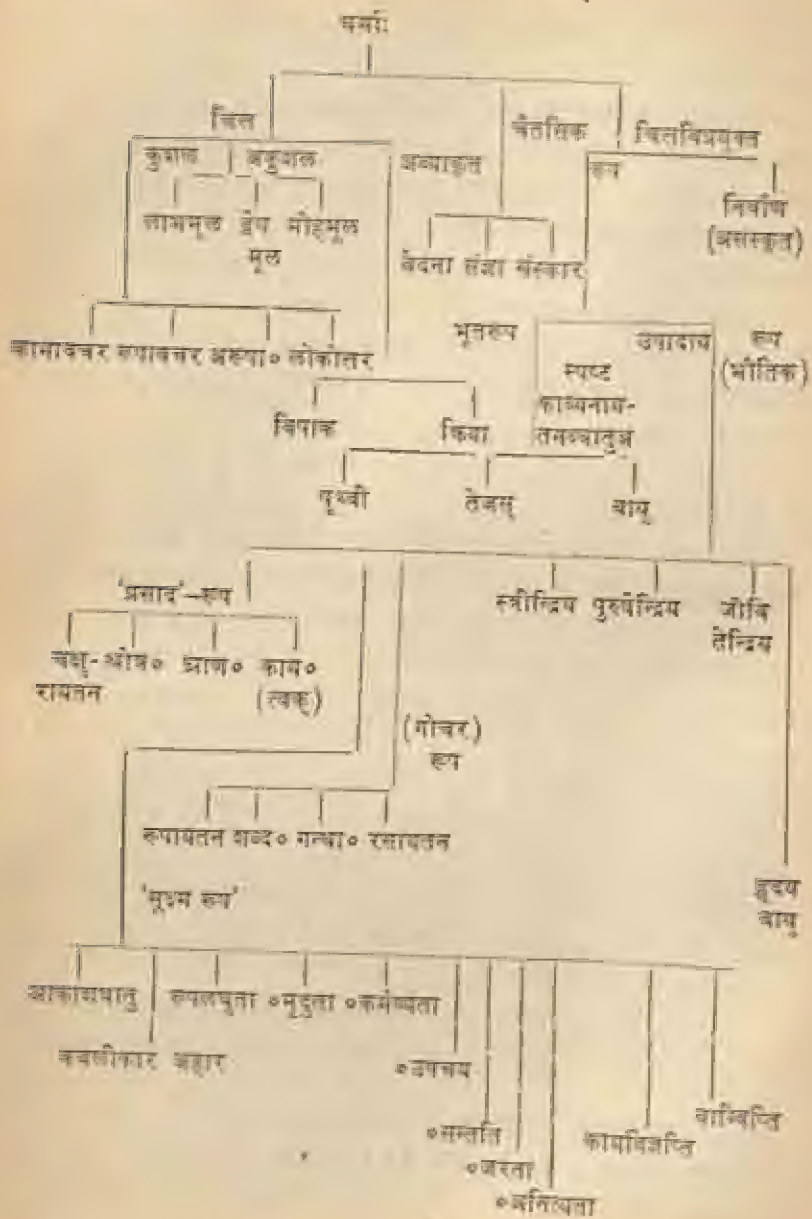 धर्माः
चित्त चैतसिक चित्तविप्रयुक्त
कुशल अकुशल अव्याकृत रूप
निर्वाण
(असंस्कृत)
लोभमूल द्वेष मोहमूल
मूल
वेदना संज्ञा संस्कार
भूतरूप उपादाय रूप
(भौतिक)
कामावचर रूपावचर अरूपा० लोकोत्तर
स्पष्ट
विपाक क्रिया
पृथ्वी तेजस् वायु
'प्रसाद'-रूप
स्त्रीन्द्रिय पुरुषेन्द्रिय जीवि
तेन्द्रिय
चक्षु- श्रोत्र० घ्राण० काय०
रायतन (त्वक्)
(गोचर)
रूप
रूपायतन शब्द० गन्धा० रसायतन
'सूक्ष्म रूप'
हृदय
वायु
आकाशधातु रूपलघुता ०मृदुता ०कर्मण्यता
कवलीकार अहार
०उपचय
०सन्तति
०जरता
०अनित्यता
कायविज्ञप्ति
वाग्विप्ति